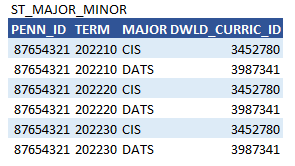 ST_MAJOR_MINOR
PENN_ID TERM MAJOR DWLD_CURRIC_ID
87654321 202210 CIS 3452780
87654321 202210 DATS 3987341
87654321 202220 CIS 3452780
87654321 202220 DATS 3987341
87654321 202230 CIS 3452780
87654321 202230 DATS 3987341